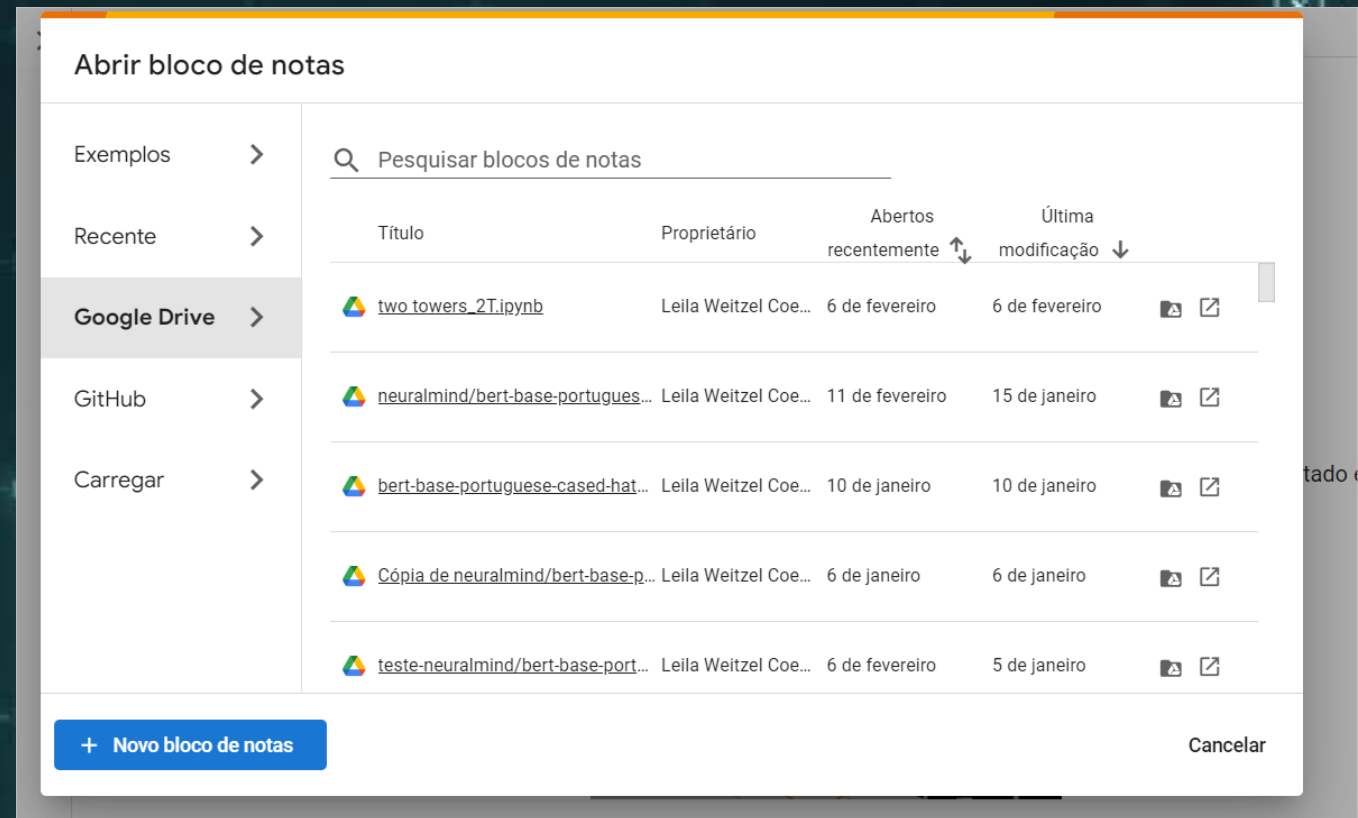 Abrir bloco de notas
Exemplos
Recente
Google Drive
GitHub
Carregar
Pesquisar blocos de notas
Título Proprietário Abertos recentemente Última modificação
two towers_2T.ipynb Leila Weitzel Coe... 6 de fevereiro 6 de fevereiro
neuralmind/bert-base-portugues... Leila Weitzel Coe... 11 de fevereiro 15 de janeiro
bert-base-portuguese-cased-hat... Leila Weitzel Coe... 10 de janeiro 10 de janeiro
Cópia de neuralmind/bert-base-p... Leila Weitzel Coe... 6 de janeiro 6 de janeiro
teste-neuralmind/bert-base-port... Leila Weitzel Coe... 6 de fevereiro 5 de janeiro
+ Novo bloco de notas
Cancelar